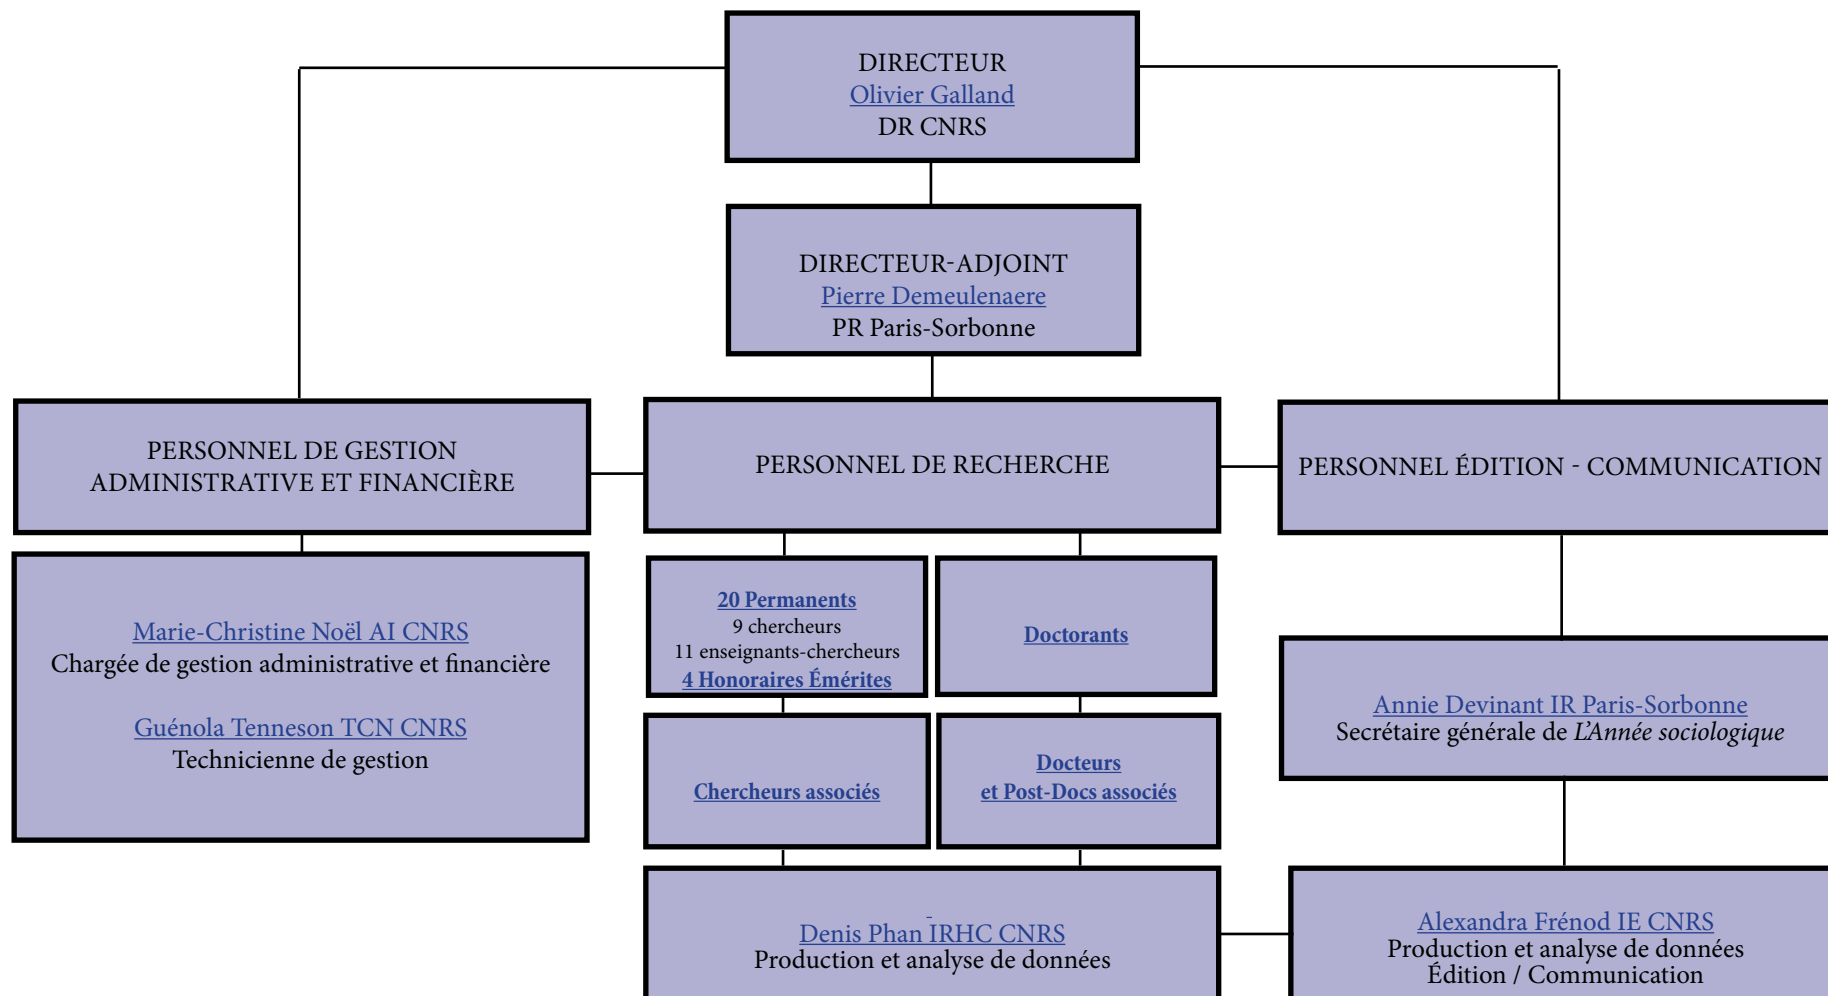 DIRECTEUR
Olivier Galland
DR CNRS
DIRECTEUR-ADJOINT
Pierre Demeulenaere
PR Paris-Sorbonne
PERSONNEL DE GESTION
ADMINISTRATIVE ET FINANCIÈRE
PERSONNEL DE RECHERCHE
PERSONNEL ÉDITION - COMMUNICATION
Marie-Christine Noël AI CNRS
Chargée de gestion administrative et financière
Guénola Tenneson TCN CNRS
Technicienne de gestion
20 Permanents
9 chercheurs
11 enseignants-chercheurs
4 Honoraires Émérites
Doctorants
Chercheurs associés
Docteurs
et Post-Docs associés
Annie Devinant IR Paris-Sorbonne
Secrétaire générale de L'Année sociologique
Denis Phan IRHC CNRS
Production et analyse de données
Alexandra Frénod IE CNRS
Production et analyse de données
Édition / Communication